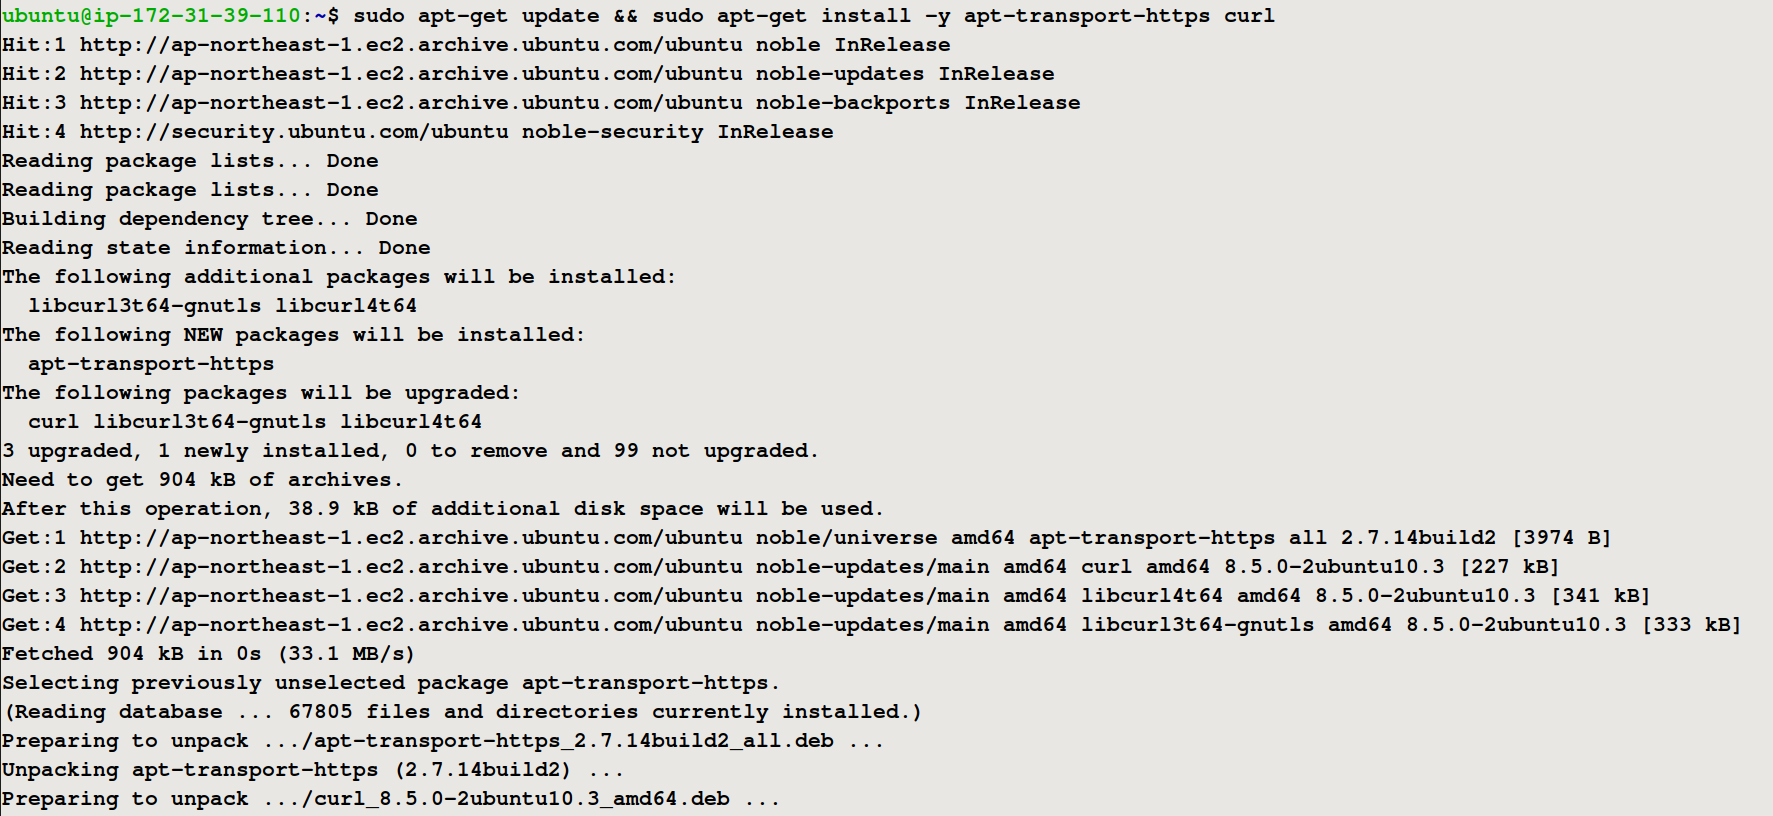 ubuntu@ip-172-31-39-110:~$ sudo apt-get update && sudo apt-get install -y apt-transport-https curl
Hit:1 http://ap-northeast-1.ec2.archive.ubuntu.com/ubuntu noble InRelease
Hit:2 http://ap-northeast-1.ec2.archive.ubuntu.com/ubuntu noble-updates InRelease
Hit:3 http://ap-northeast-1.ec2.archive.ubuntu.com/ubuntu noble-backports InRelease
Hit:4 http://security.ubuntu.com/ubuntu noble-security InRelease
Reading package lists... Done
Reading package lists... Done
Building dependency tree... Done
Reading state information... Done
The following additional packages will be installed:
  libcurl3t64-gnutls libcurl4t64
The following NEW packages will be installed:
  apt-transport-https
The following packages will be upgraded:
  curl libcurl3t64-gnutls libcurl4t64
3 upgraded, 1 newly installed, 0 to remove and 99 not upgraded.
Need to get 904 kB of archives.
After this operation, 38.9 kB of additional disk space will be used.
Get:1 http://ap-northeast-1.ec2.archive.ubuntu.com/ubuntu noble/universe amd64 apt-transport-https all 2.7.14build2 [3974 B]
Get:2 http://ap-northeast-1.ec2.archive.ubuntu.com/ubuntu noble-updates/main amd64 curl amd64 8.5.0-2ubuntu10.3 [227 kB]
Get:3 http://ap-northeast-1.ec2.archive.ubuntu.com/ubuntu noble-updates/main amd64 libcurl4t64 amd64 8.5.0-2ubuntu10.3 [341 kB]
Get:4 http://ap-northeast-1.ec2.archive.ubuntu.com/ubuntu noble-updates/main amd64 libcurl3t64-gnutls amd64 8.5.0-2ubuntu10.3 [333 kB]
Fetched 904 kB in 0s (33.1 MB/s)
Selecting previously unselected package apt-transport-https.
(Reading database ... 67805 files and directories currently installed.)
Preparing to unpack .../apt-transport-https_2.7.14build2_all.deb ...
Unpacking apt-transport-https (2.7.14build2) ...
Preparing to unpack .../curl_8.5.0-2ubuntu10.3_amd64.deb ...